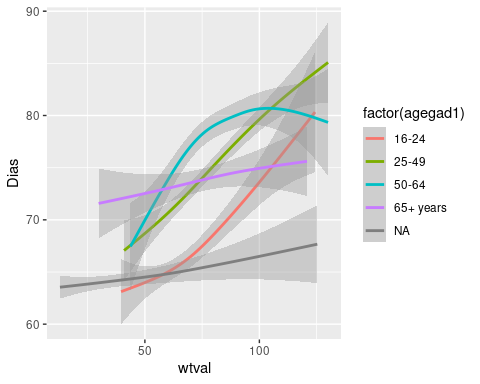 90
80
70
60
Dias
50
100
wtval
factor(agegad1)
16-24
25-49
50-64
65+ years
NA